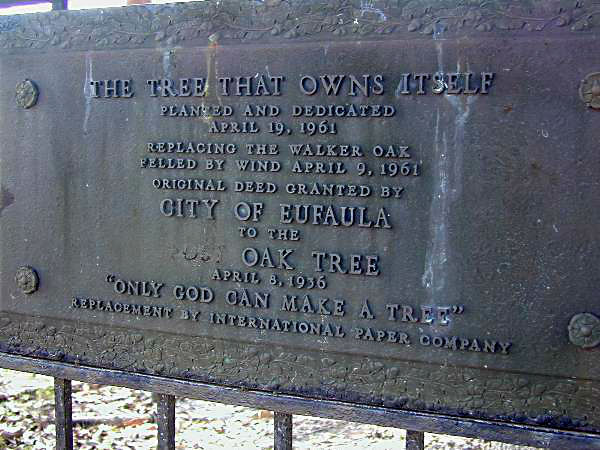 THE TREE THAT OWNS ITSELF
PLANTED AND DEDICATED
APRIL 19, 1961
REPLACING THE WALKER OAK
FELLED BY WIND APRIL 9, 1961
ORIGINAL DEED GRANTED BY
CITY OF EUFAULA
TO THE
POST OAK TREE
APRIL 8, 1936
"ONLY GOD CAN MAKE A TREE"
REPLACEMENT BY INTERNATIONAL PAPER COMPANY